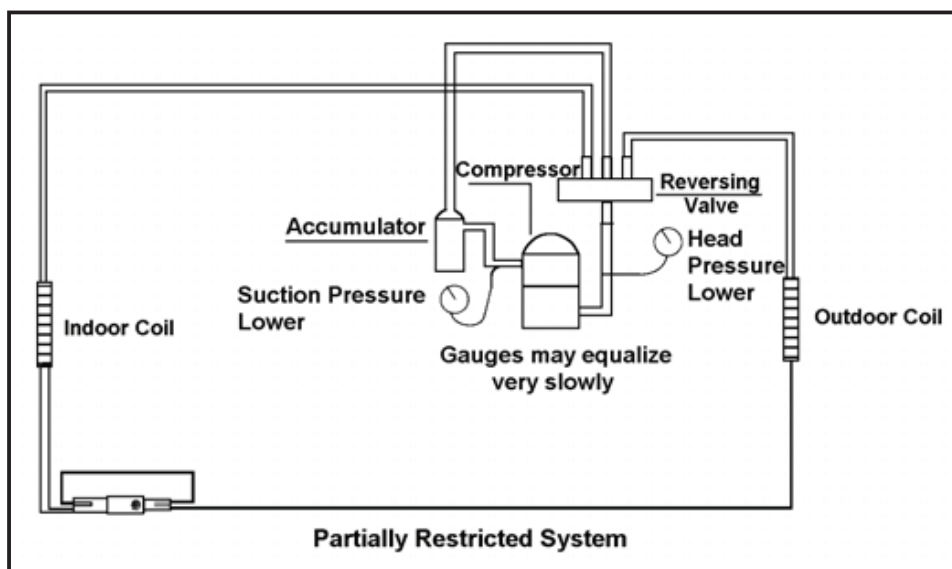 Compressor
Reversing
Valve
Accumulator
Head
Pressure
Lower
Suction Pressure
Lower
Indoor Coil
Outdoor Coil
Gauges may equalize
very slowly
Partially Restricted System